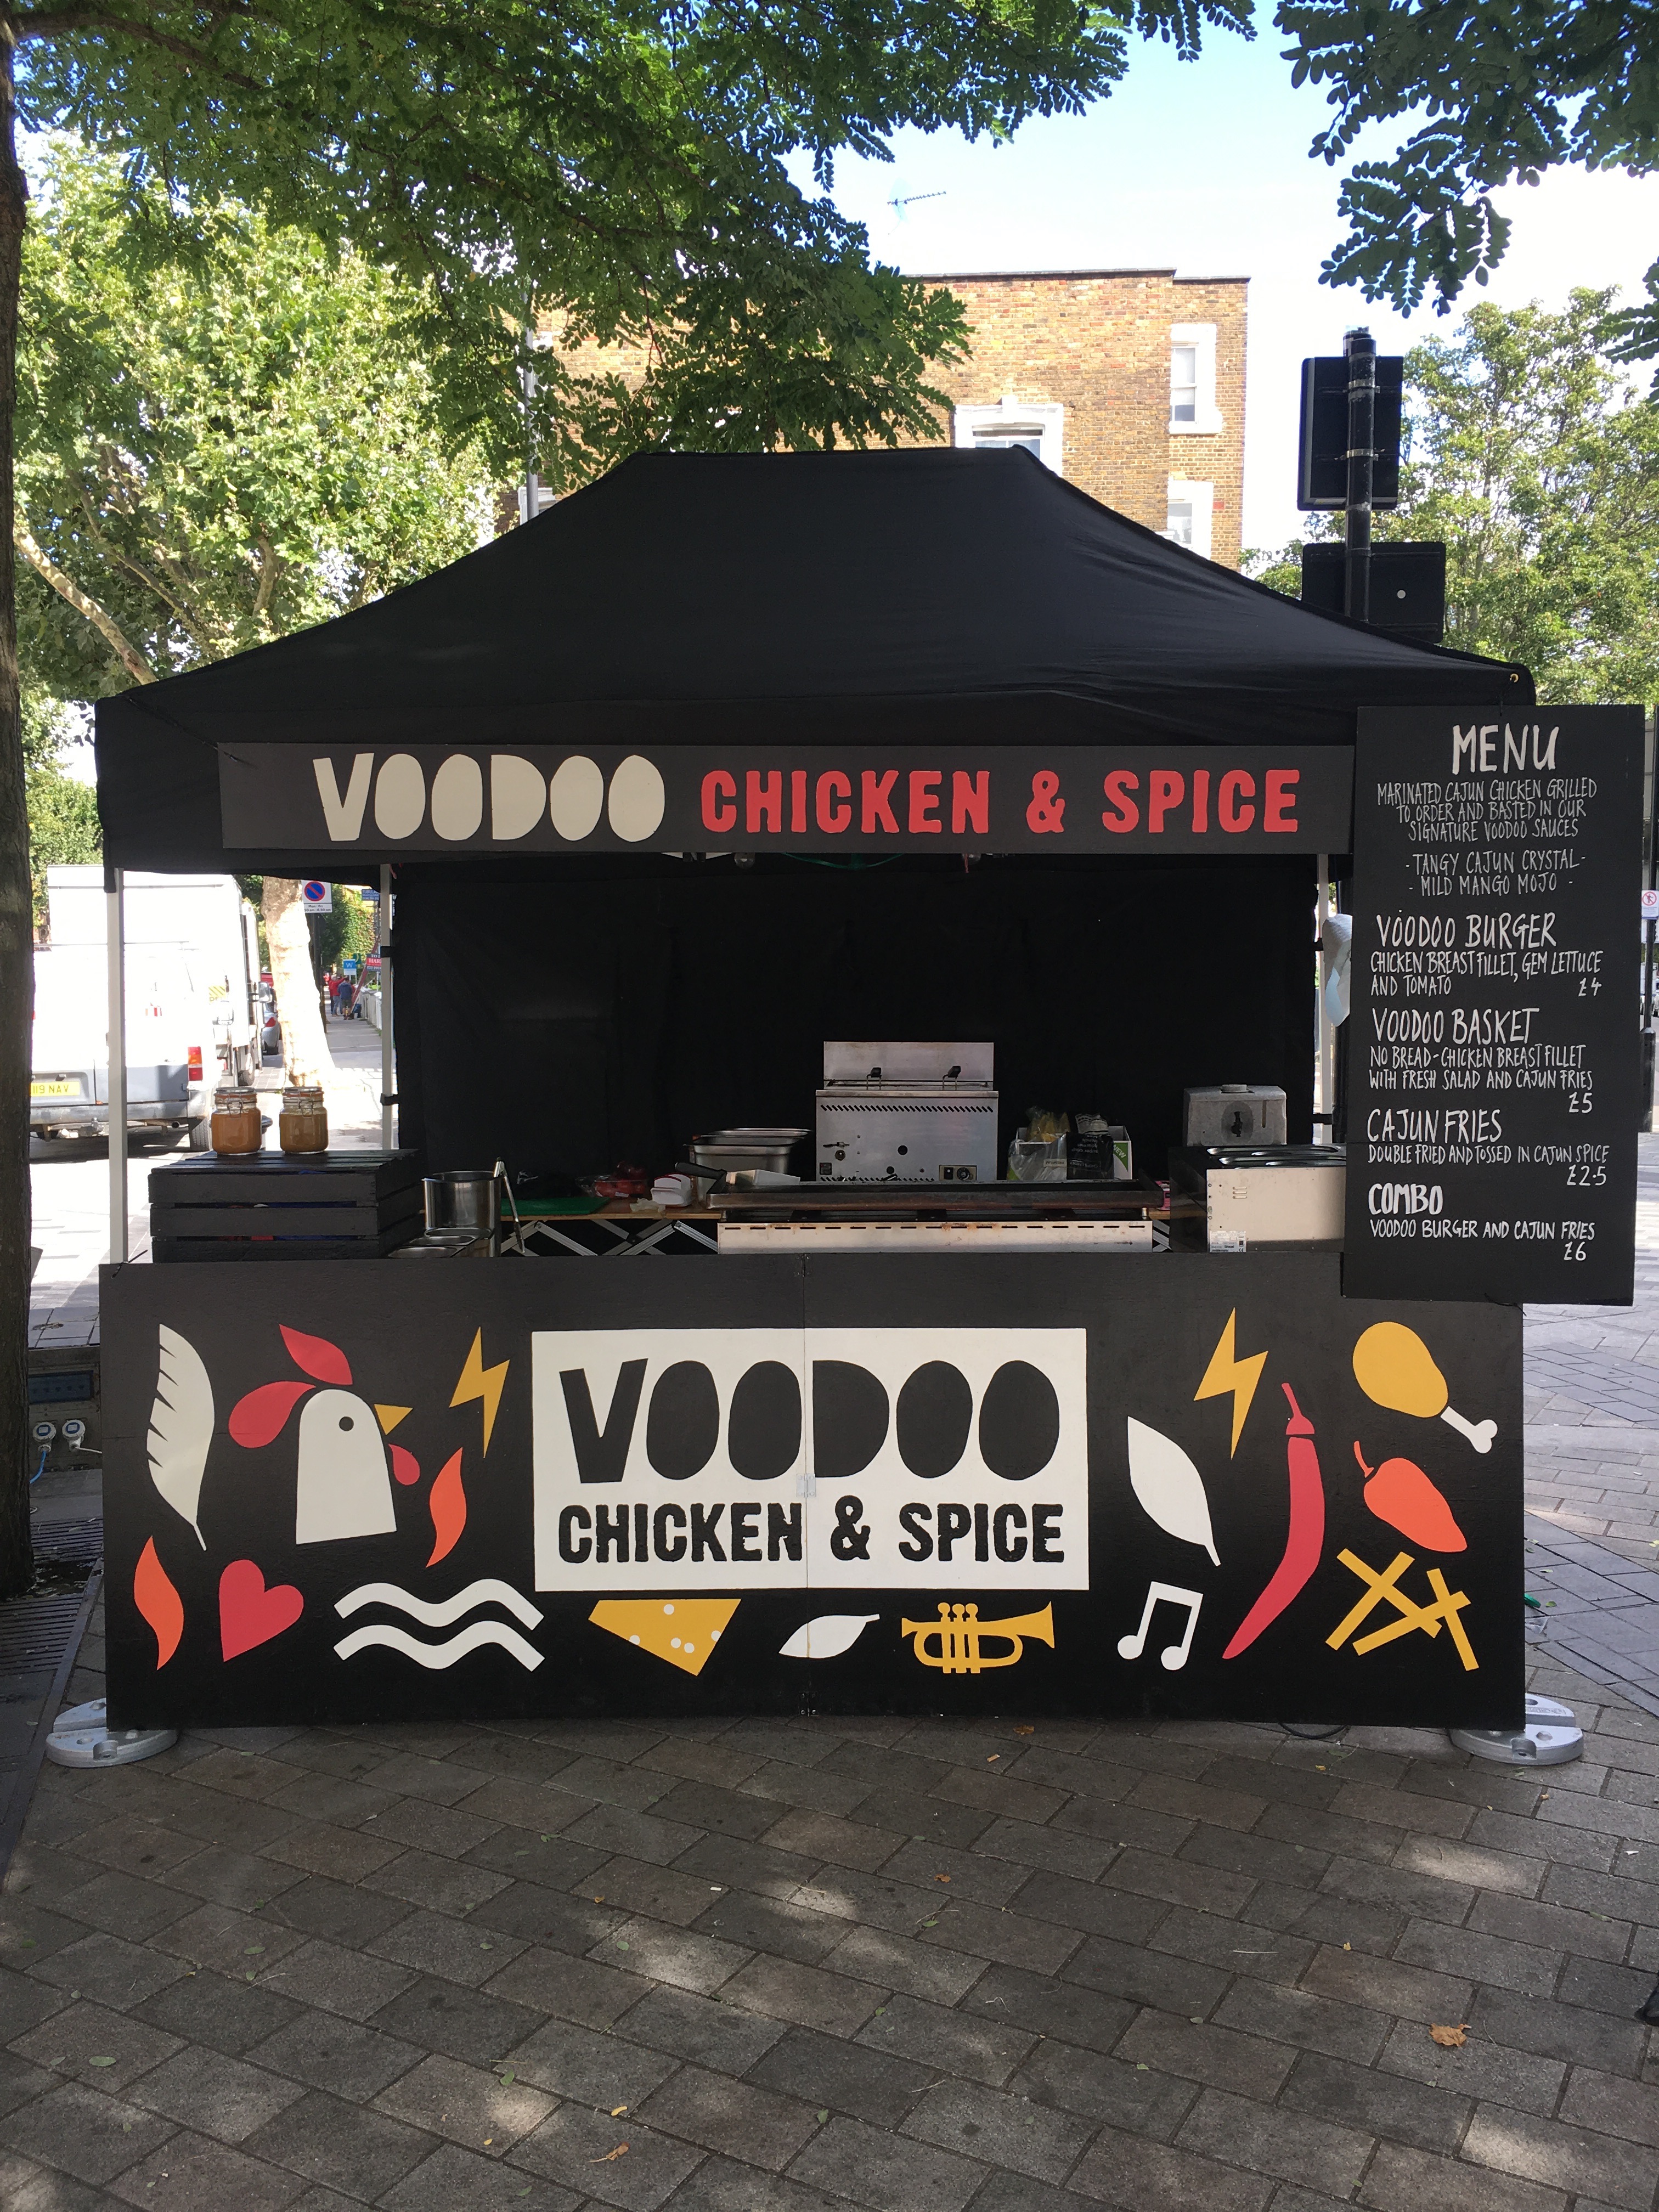 VOODOO CHICKEN & SPICE
MENU
MARINATED CAJUN CHICKEN GRILLED
TO ORDER AND BASTED IN OUR
SIGNATURE VOODOO SAUCES
-TANGY CAJUN CRYSTAL-
- MILD MANGO MOJO -
VOODOO BURGER
CHICKEN BREAST FILLET, GEM LETTUCE
AND TOMATO £4
VOODOO BASKET
NO BREAD - CHICKEN BREAST FILLET
WITH FRESH SALAD AND CAJUN FRIES
£5
CAJUN FRIES
DOUBLE FRIED AND TOSSED IN CAJUN SPICE
£2.5
COMBO
VOODOO BURGER AND CAJUN FRIES
£6
VOODOO
CHICKEN & SPICE